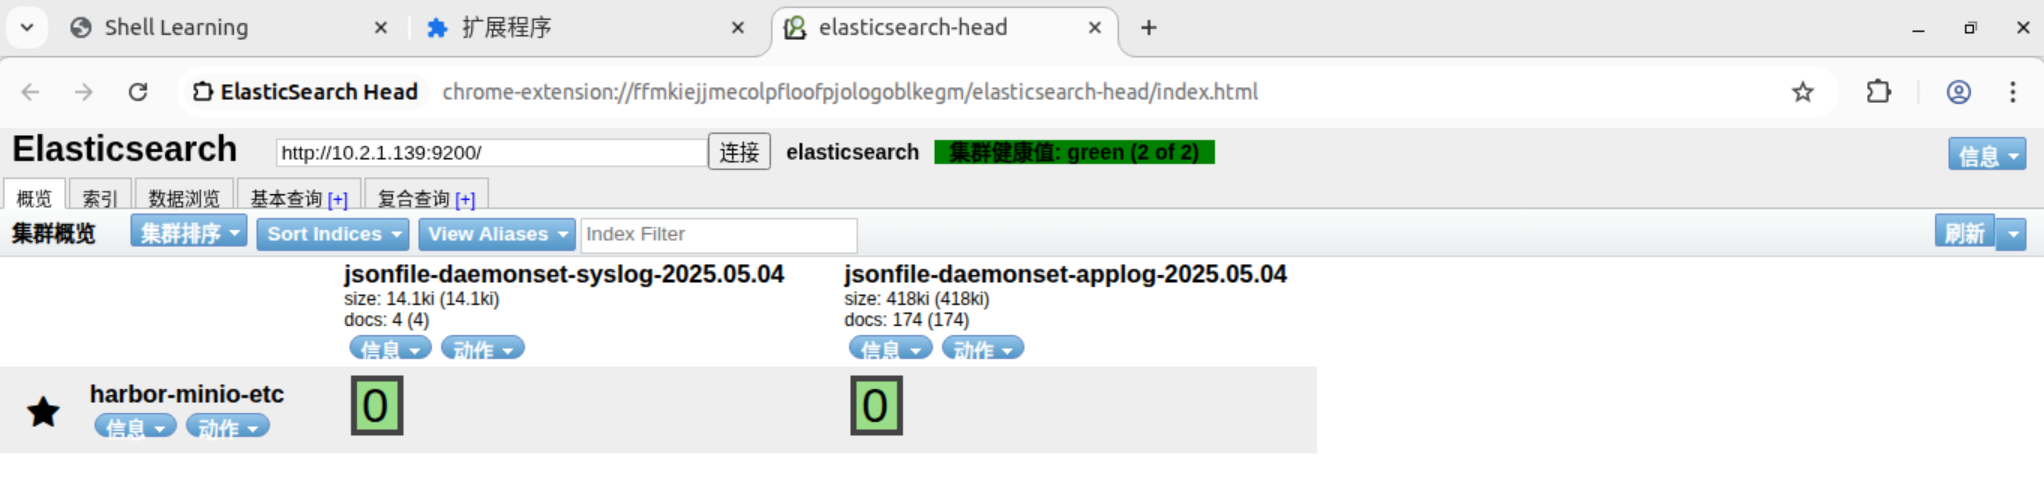 Shell Learning
扩展程序
elasticsearch-head
ElasticSearch Head chrome-extension://ffmkiejjmecolpfloofpjologoblkegm/elasticsearch-head/index.html
Elasticsearch http://10.2.1.139:9200/ 连接 elasticsearch 集群健康值: green (2 of 2) 信息
概览 索引 数据浏览 基本查询 [+] 复合查询 [+]
集群概览 集群排序 Sort Indices View Aliases Index Filter 刷新
jsonfile-daemonset-syslog-2025.05.04
size: 14.1ki (14.1ki)
docs: 4 (4)
信息 动作
jsonfile-daemonset-applog-2025.05.04
size: 418ki (418ki)
docs: 174 (174)
信息 动作
harbor-minio-etc
信息 动作
0
0